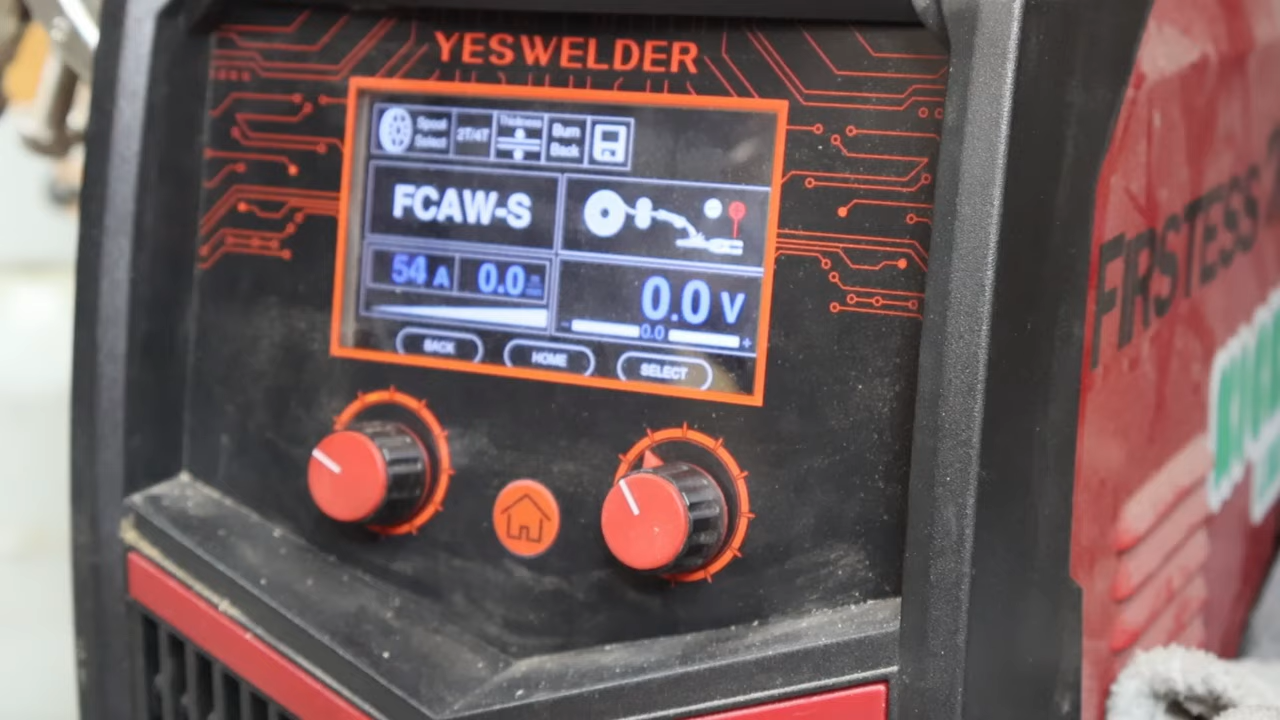 YESWELDER
Spool
Select
2T/4T
Thickness
Burn
Back
FCAW-S
54 A
0.0
0.0 V
- 0.0 +
BACK
HOME
SELECT
FIRSTESS